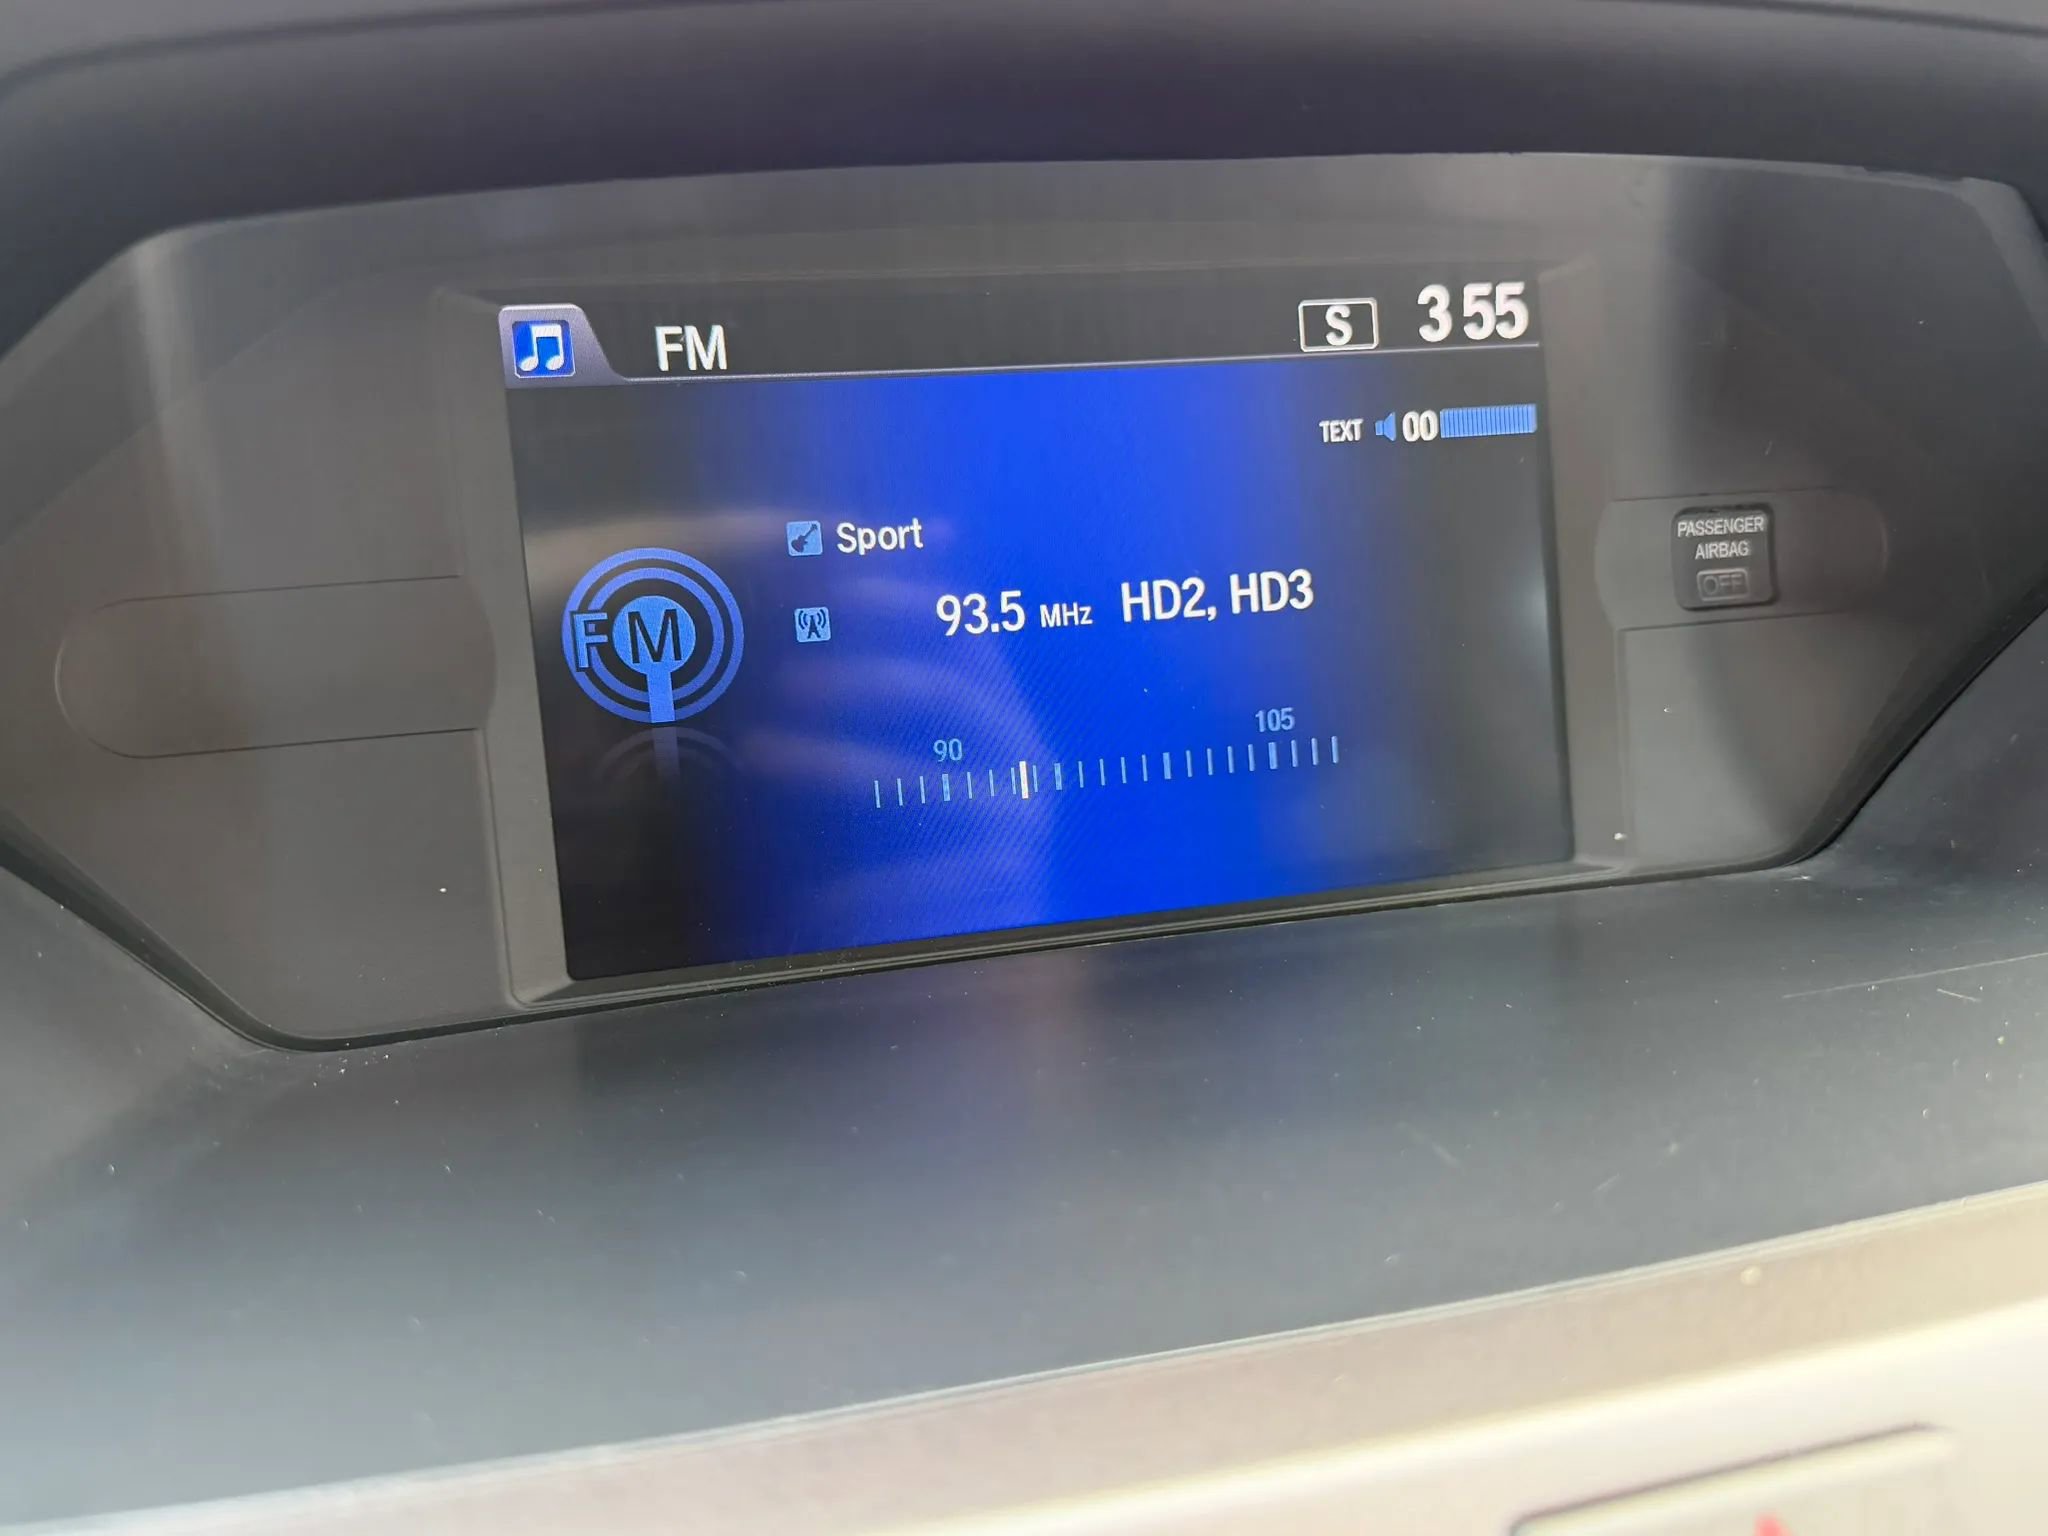 FM S 3 55
TEXT 00
Sport
FM
93.5 MHz HD2, HD3
90 105
PASSENGER
AIRBAG
OFF